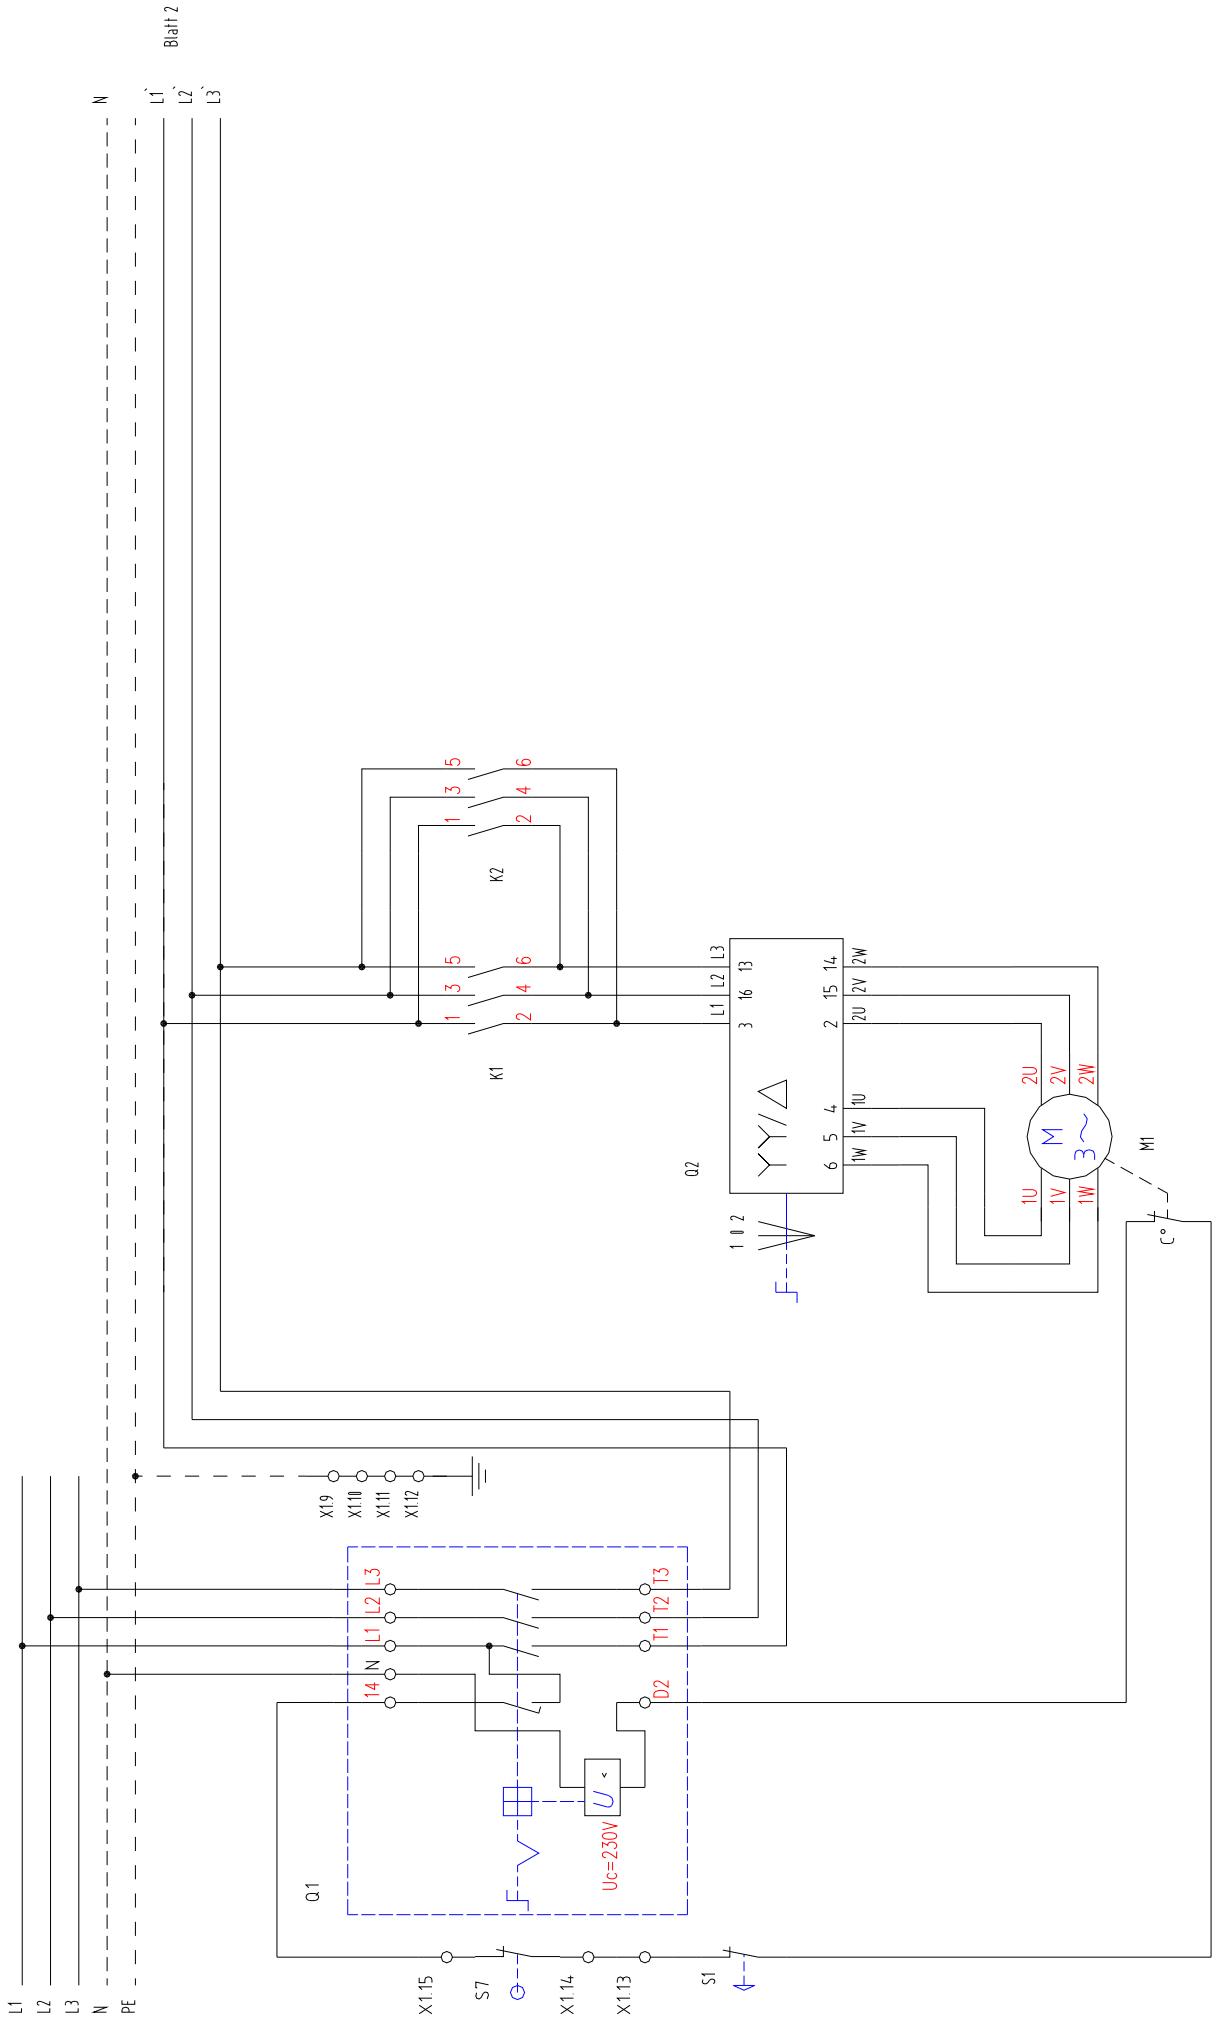 L1
L2
L3
N
PE
N
L1`
L2`
L3`
Blatt 2
X1.15
S7
X1.14
X1.13
S1
Q1
14
N
L1
L2
L3
U <
Uc=230V
D2
T1
T2
T3
X1.9
X1.10
X1.11
X1.12
K1
1
3
5
2
4
6
K2
1
3
5
2
4
6
L1
L2
L3
3
16
13
Q2
1 0 2
YY/Δ
6
5
4
2
15
14
1W
1V
1U
2U
2V
2W
1U
1V
1W
2U
2V
2W
M
3~
M1
C°